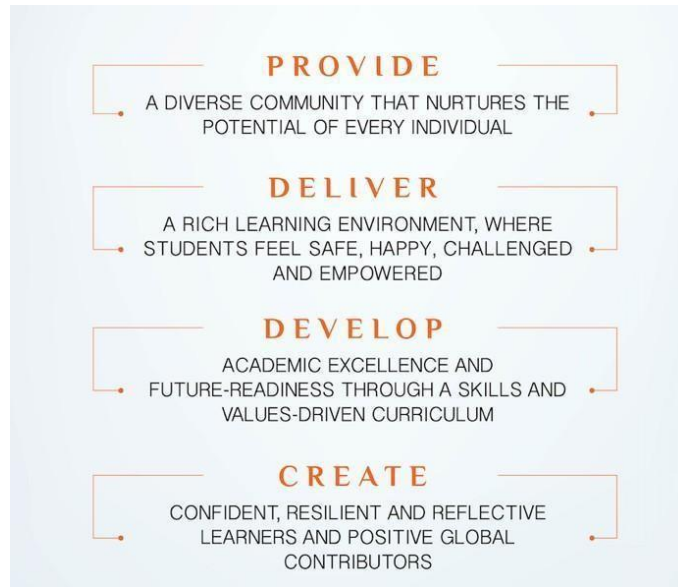 PROVIDE
A DIVERSE COMMUNITY THAT NURTURES THE
POTENTIAL OF EVERY INDIVIDUAL
DELIVER
A RICH LEARNING ENVIRONMENT, WHERE
STUDENTS FEEL SAFE, HAPPY, CHALLENGED
AND EMPOWERED
DEVELOP
ACADEMIC EXCELLENCE AND
FUTURE-READINESS THROUGH A SKILLS AND
VALUES-DRIVEN CURRICULUM
CREATE
CONFIDENT, RESILIENT AND REFLECTIVE
LEARNERS AND POSITIVE GLOBAL
CONTRIBUTORS